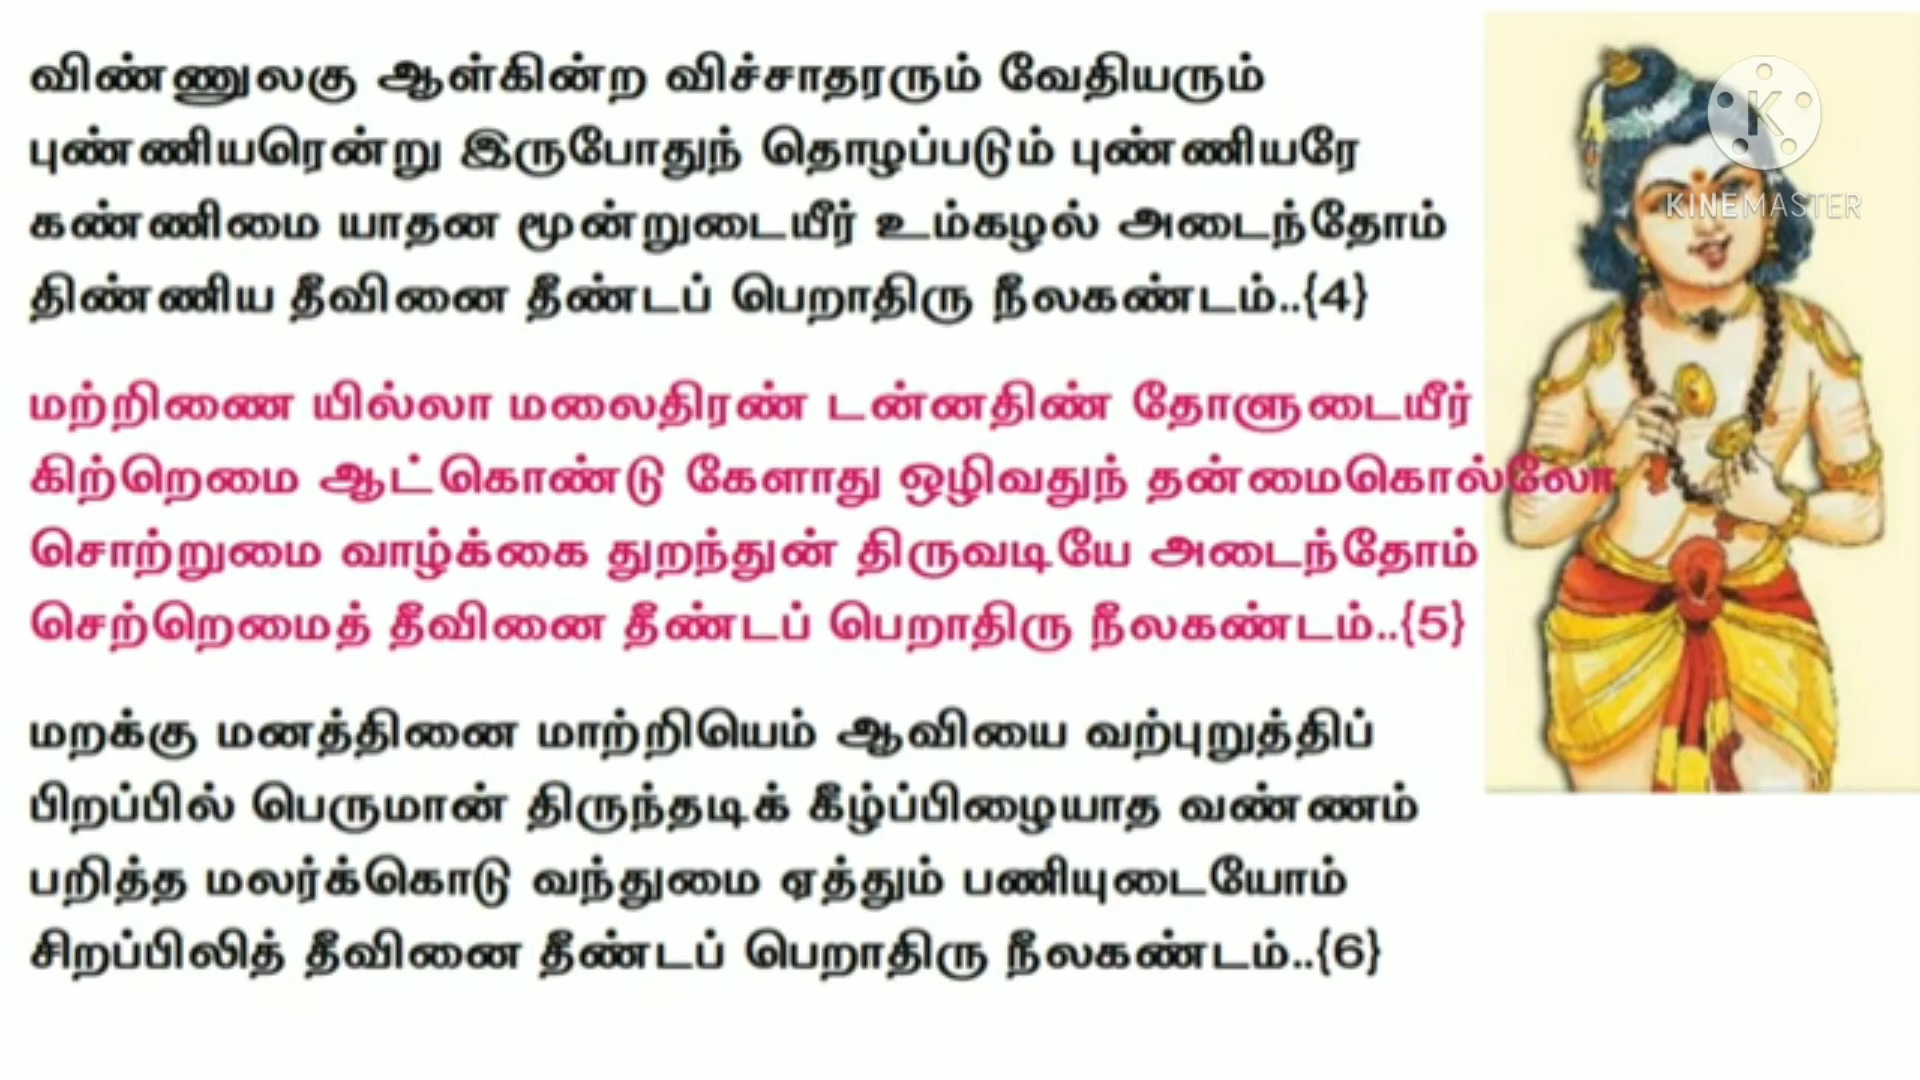 விண்ணுலகு ஆள்கின்ற விச்சாதரரும் வேதியரும்
புண்ணியரென்று இருபோதுந் தொழப்படும் புண்ணியரே
கண்ணிமை யாதன மூன்றுடையீர் உம்கழல் அடைந்தோம்
திண்ணிய தீவினை தீண்டப் பெறாதிரு நீலகண்டம்..{4}
மற்றிணை யில்லா மலைதிரண் டன்னதிண் தோளுடையீர்
கிற்றெமை ஆட்கொண்டு கேளாது ஒழிவதுந் தன்மைகொல்லோ
சொற்றுமை வாழ்க்கை துறந்துன் திருவடியே அடைந்தோம்
செற்றெமைத் தீவினை தீண்டப் பெறாதிரு நீலகண்டம்..{5}
மறக்கு மனத்தினை மாற்றியெம் ஆவியை வற்புறுத்திப்
பிறப்பில் பெருமான் திருந்தடிக் கீழ்ப்பிழையாத வண்ணம்
பறித்த மலர்க்கொடு வந்துமை ஏத்தும் பணியுடையோம்
சிறப்பிலித் தீவினை தீண்டப் பெறாதிரு நீலகண்டம்..{6}
K
KINEMASTER